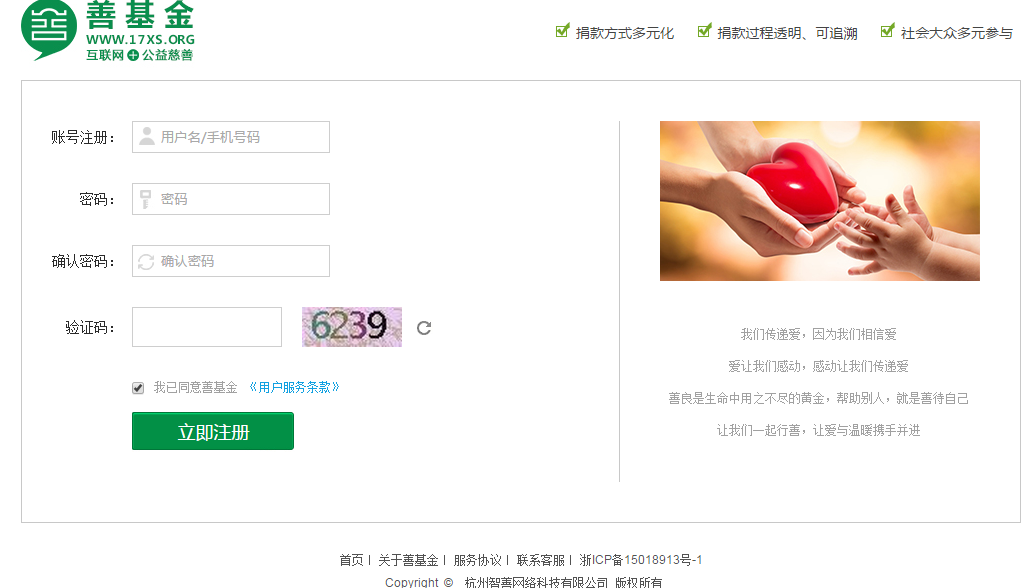 善基金
WWW.17XS.ORG
互联网 公益慈善
捐款方式多元化 捐款过程透明、可追溯 社会大众多元参与
账号注册： 用户名/手机号码
密码： 密码
确认密码： 确认密码
验证码： 6239
我已同意善基金 《用户服务条款》
立即注册
我们传递爱，因为我们相信爱
爱让我们感动，感动让我们传递爱
善良是生命中用之不尽的黄金，帮助别人，就是善待自己
让我们一起行善，让爱与温暖携手并进
首页 | 关于善基金 | 服务协议 | 联系客服 | 浙ICP备15018913号-1
Copyright © 杭州智善网络科技有限公司 版权所有